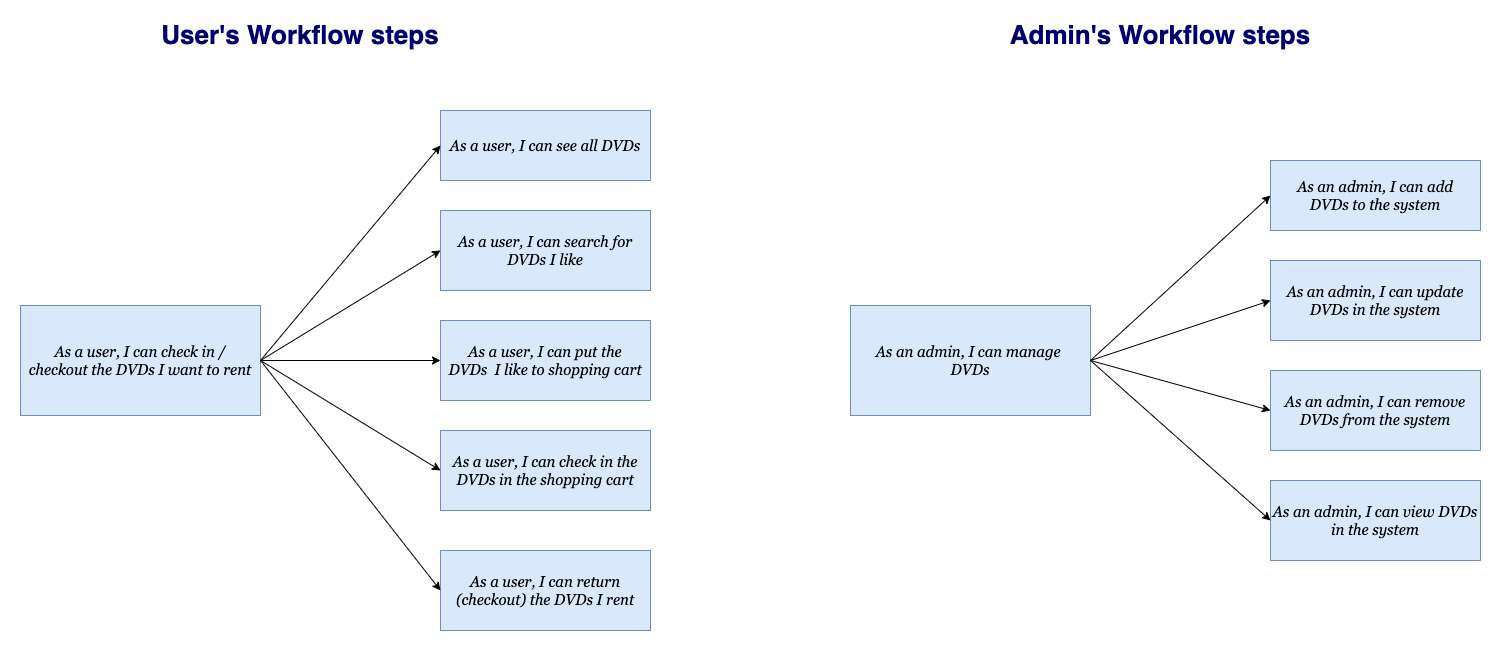 User's Workflow steps
As a user, I can see all DVDs
As a user, I can search for
DVDs I like
As a user, I can check in /
checkout the DVDs I want to rent
As a user, I can put the
DVDs  I like to shopping cart
As a user, I can check in the
DVDs in the shopping cart
As a user, I can return
(checkout) the DVDs I rent
Admin's Workflow steps
As an admin, I can add
DVDs to the system
As an admin, I can update
DVDs in the system
As an admin, I can manage
DVDs
As an admin, I can remove
DVDs from the system
As an admin, I can view DVDs
in the system